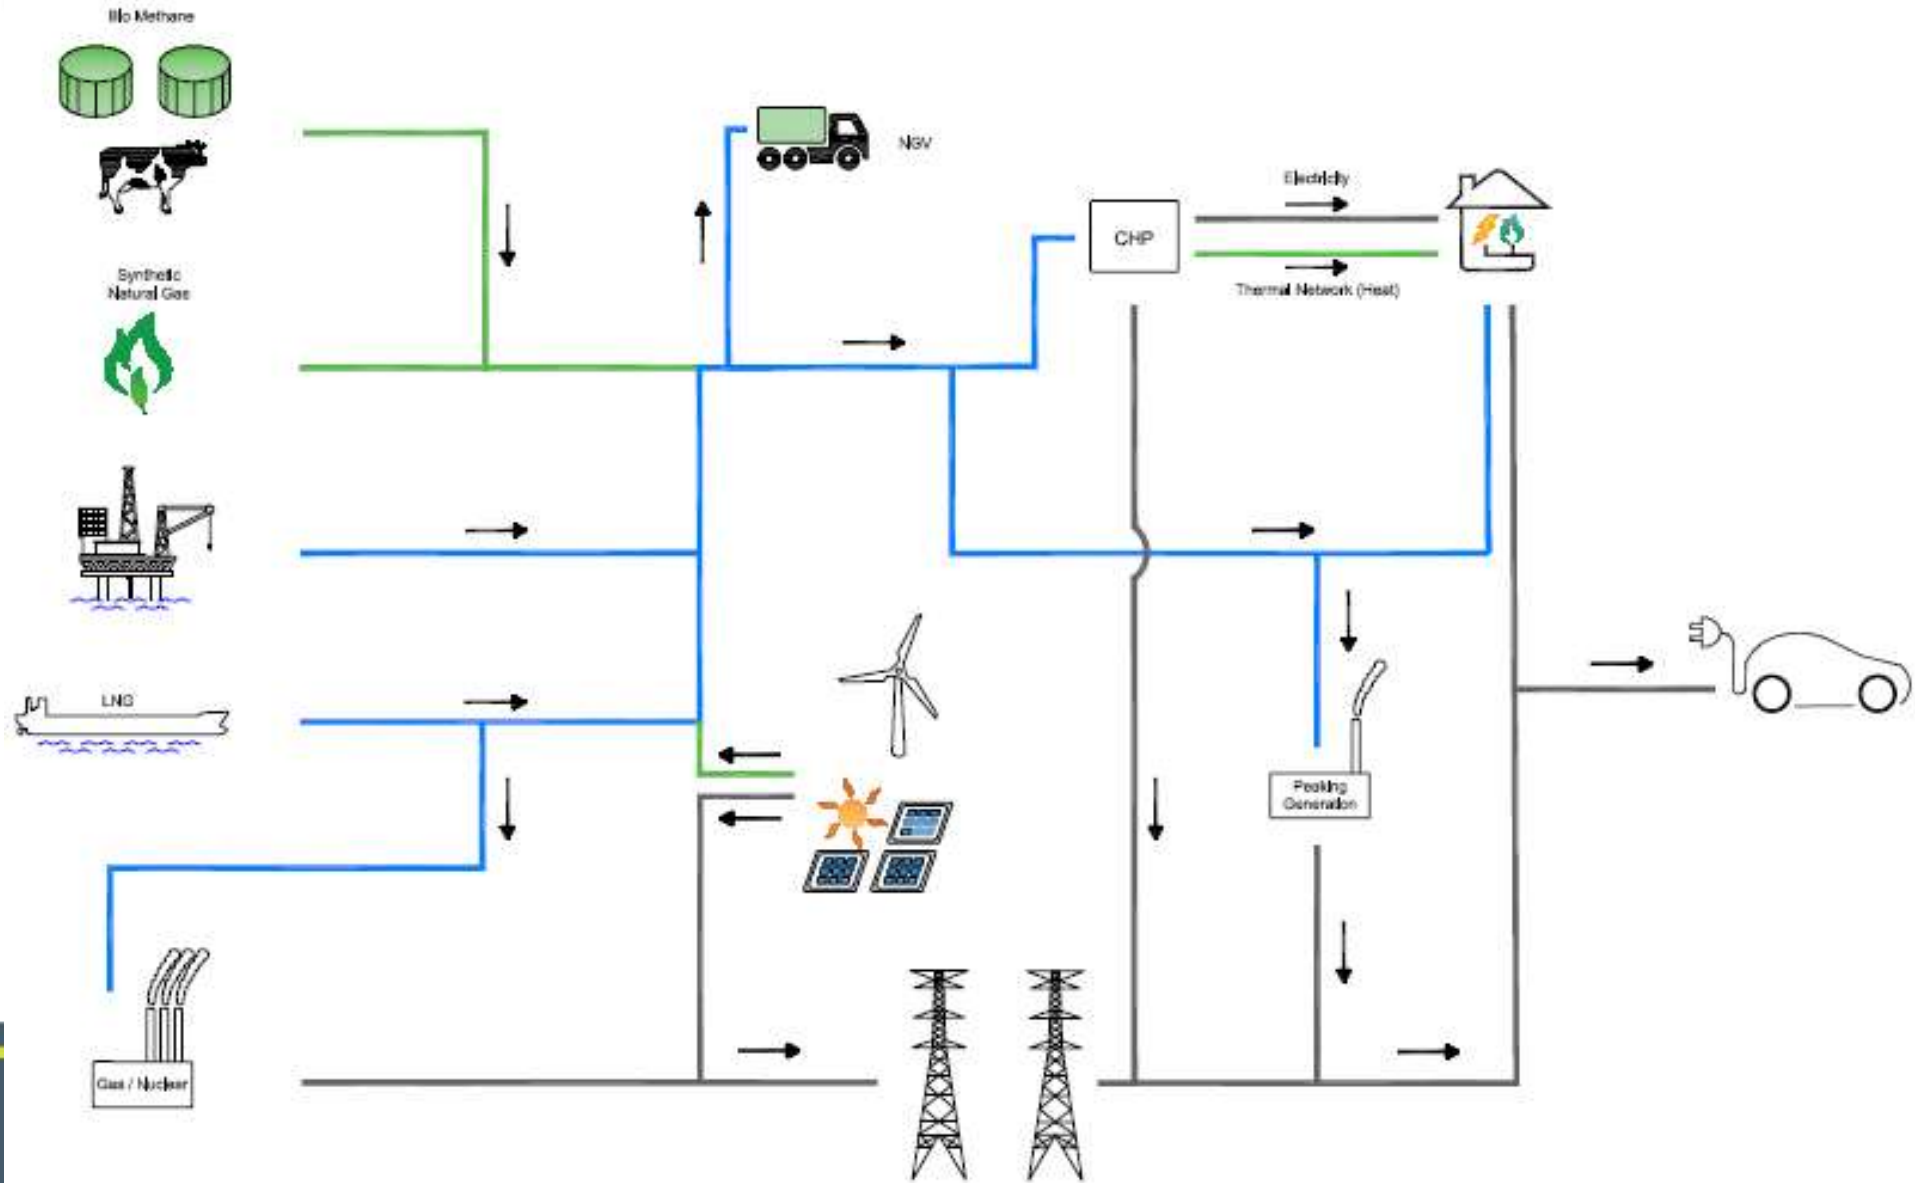 Bio Methane
NGV
Electricity
CHP
Thermal Network (Heat)
Synthetic
Natural Gas
LNG
Peaking
Generation
Gas / Nuclear